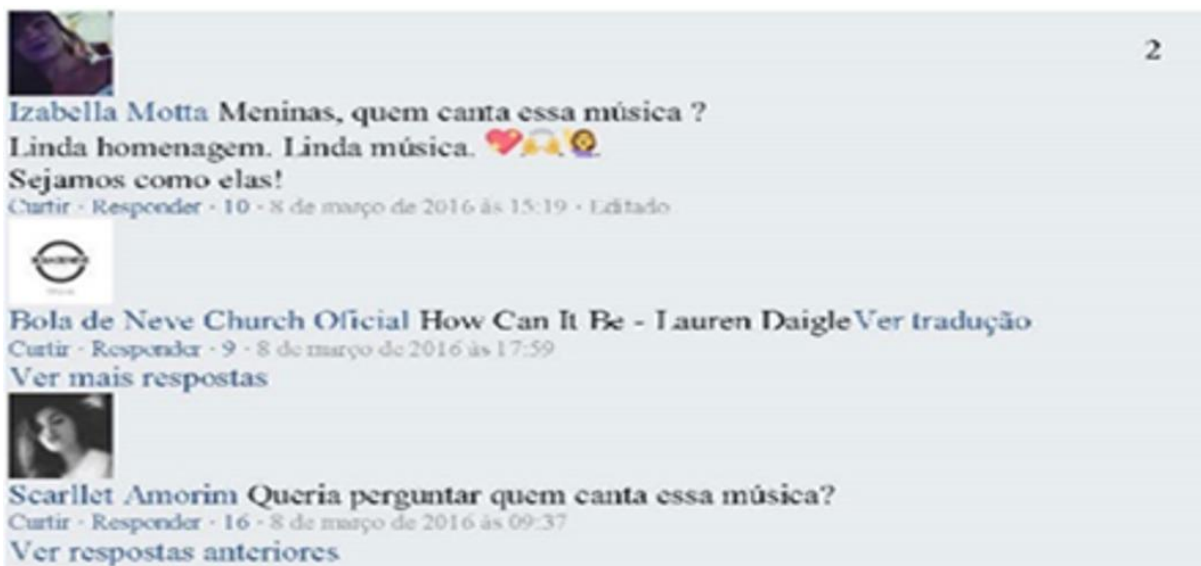 2
Izabella Motta Meninas, quem canta essa música ?
Linda homenagem. Linda música. 💖🙌🙋
Sejamos como elas!
Curtir · Responder · 10 · 8 de março de 2016 às 15:19 · Editado
Bola de Neve Church Oficial How Can It Be - Lauren DaigleVer tradução
Curtir · Responder · 9 · 8 de março de 2016 às 17:59
Ver mais respostas
Scarllet Amorim Queria perguntar quem canta essa música?
Curtir · Responder · 16 · 8 de março de 2016 às 09:37
Ver respostas anteriores